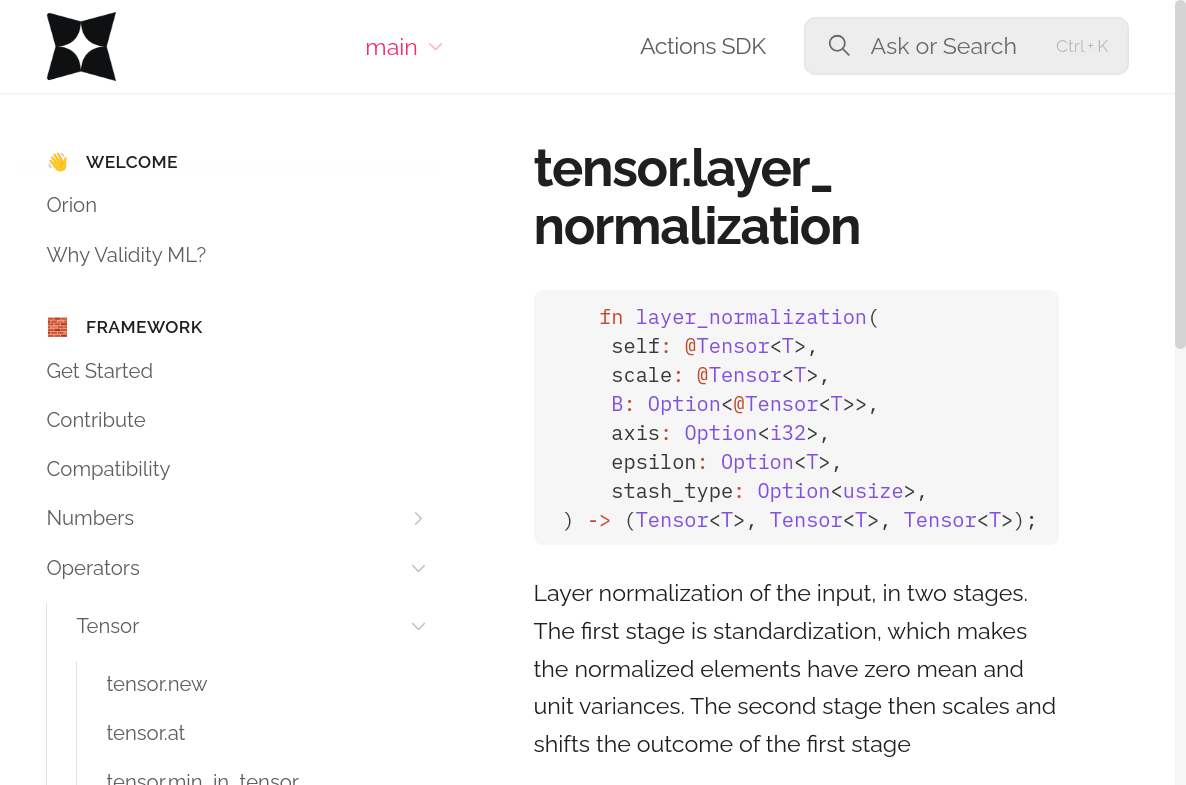 main
Actions SDK
Ask or Search
Ctrl + K
👋 WELCOME
Orion
Why Validity ML?
🧱 FRAMEWORK
Get Started
Contribute
Compatibility
Numbers
Operators
Tensor
tensor.new
tensor.at
tensor.min_in_tensor
tensor.layer_
normalization
fn layer_normalization(
self: @Tensor<T>,
scale: @Tensor<T>,
B: Option<@Tensor<T>>,
axis: Option<i32>,
epsilon: Option<T>,
stash_type: Option<usize>,
) -> (Tensor<T>, Tensor<T>, Tensor<T>);
Layer normalization of the input, in two stages.
The first stage is standardization, which makes
the normalized elements have zero mean and
unit variances. The second stage then scales and
shifts the outcome of the first stage